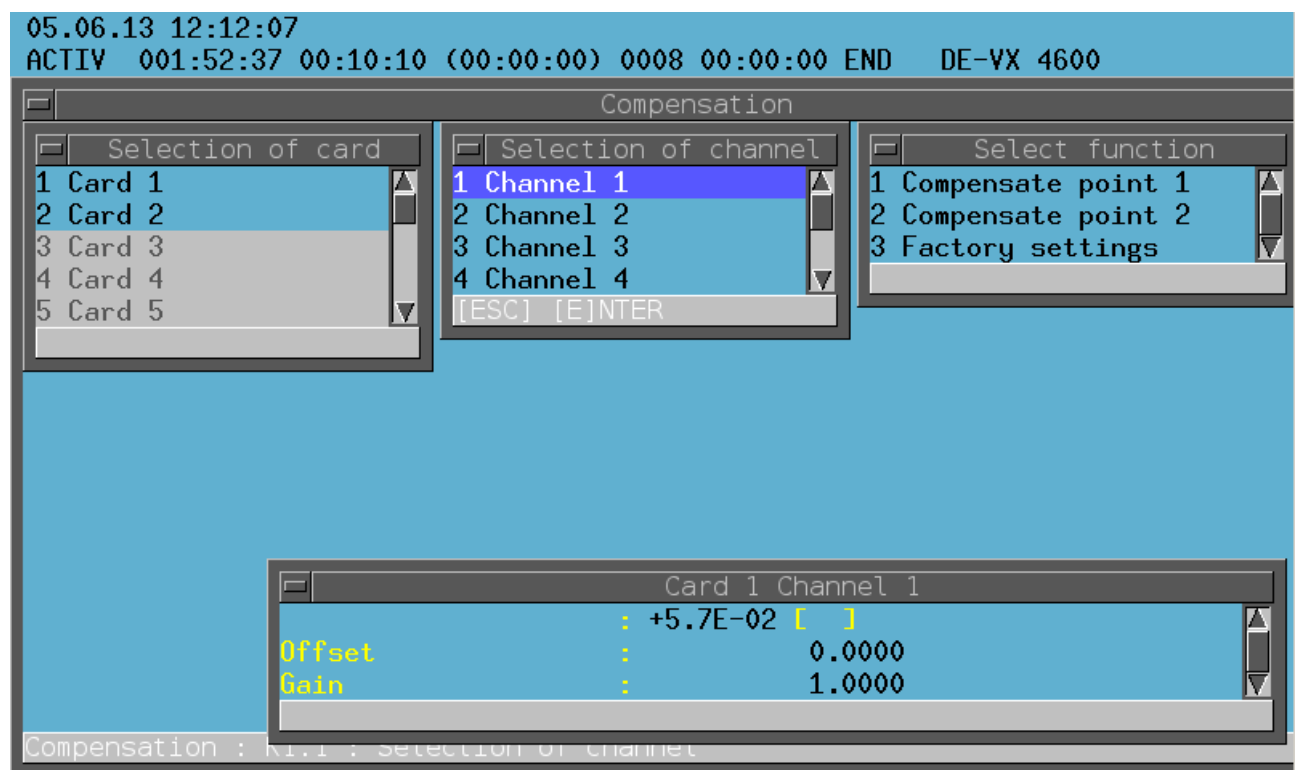 05.06.13 12:12:07
ACTIV 001:52:37 00:10:10 (00:00:00) 0008 00:00:00 END DE-VX 4600
Compensation
Selection of card
1 Card 1
2 Card 2
3 Card 3
4 Card 4
5 Card 5
Selection of channel
1 Channel 1
2 Channel 2
3 Channel 3
4 Channel 4
[ESC] [E]NTER
Select function
1 Compensate point 1
2 Compensate point 2
3 Factory settings
Card 1 Channel 1
: +5.7E-02 [ ]
Offset : 0.0000
Gain : 1.0000
Compensation : K1.1 : Selection of channel